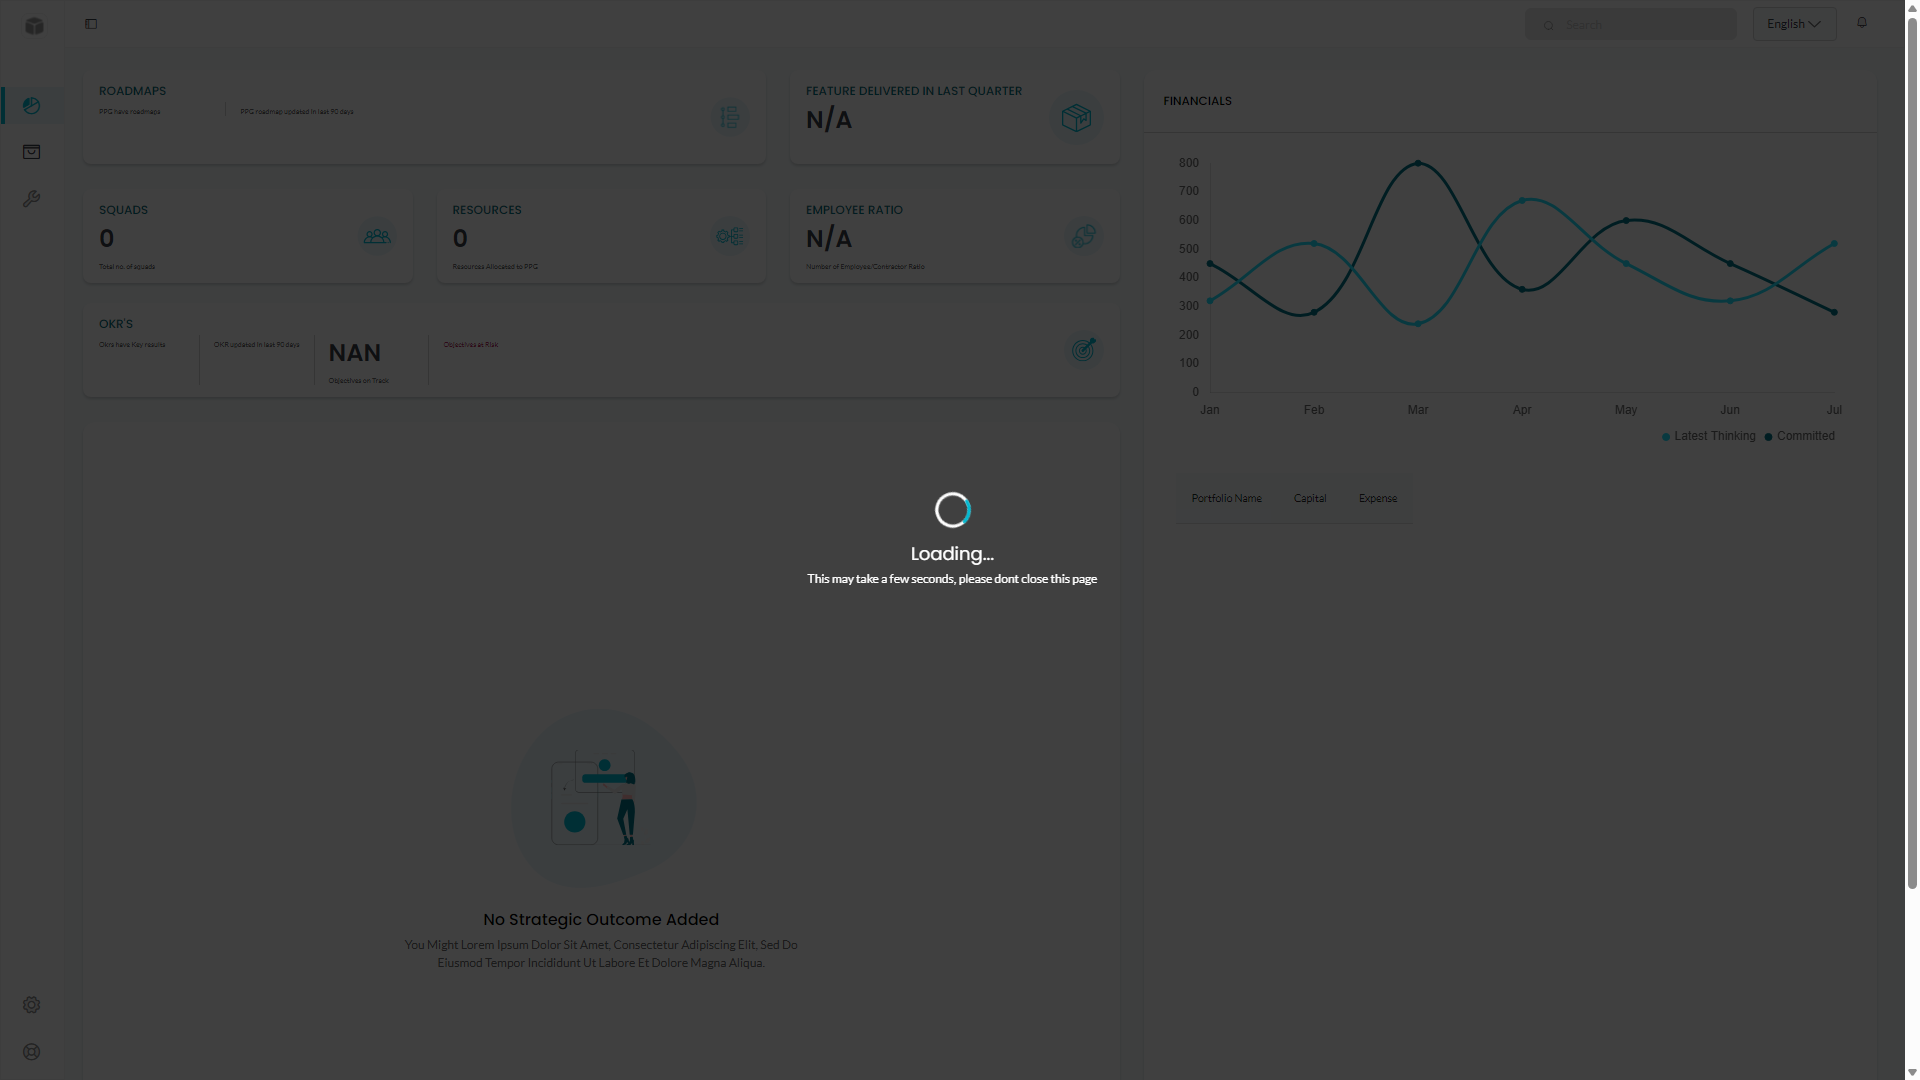 Search
English
ROADMAPS
PPG have roadmaps
PPG roadmap updated in last 90 days
FEATURE DELIVERED IN LAST QUARTER
N/A
FINANCIALS
SQUADS
0
Total no. of squads
RESOURCES
0
Resources Allocated to PPG
EMPLOYEE RATIO
N/A
Number of Employee/Contractor Ratio
OKR'S
Okrs have Key results
OKR updated in last 90 days
NAN
Objectives on Track
Objectives at Risk
800
700
600
500
400
300
200
100
0
Jan Feb Mar Apr May Jun Jul
Latest Thinking Committed
Portfolio Name Capital Expense
Loading...
This may take a few seconds, please dont close this page
No Strategic Outcome Added
You Might Lorem Ipsum Dolor Sit Amet, Consectetur Adipiscing Elit, Sed Do
Eiusmod Tempor Incididunt Ut Labore Et Dolore Magna Aliqua.